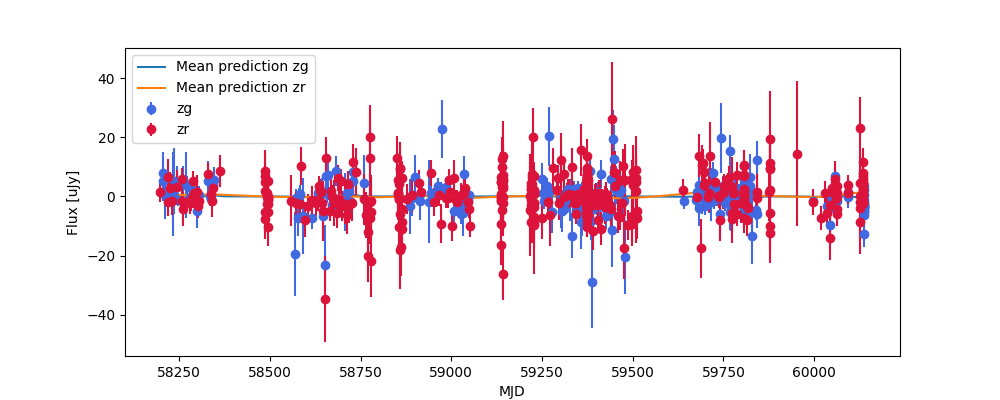 Mean prediction zg
Mean prediction zr
zg
zr
Flux [uJy]
40
20
0
−20
−40
58250
58500
58750
59000
59250
59500
59750
60000
MJD